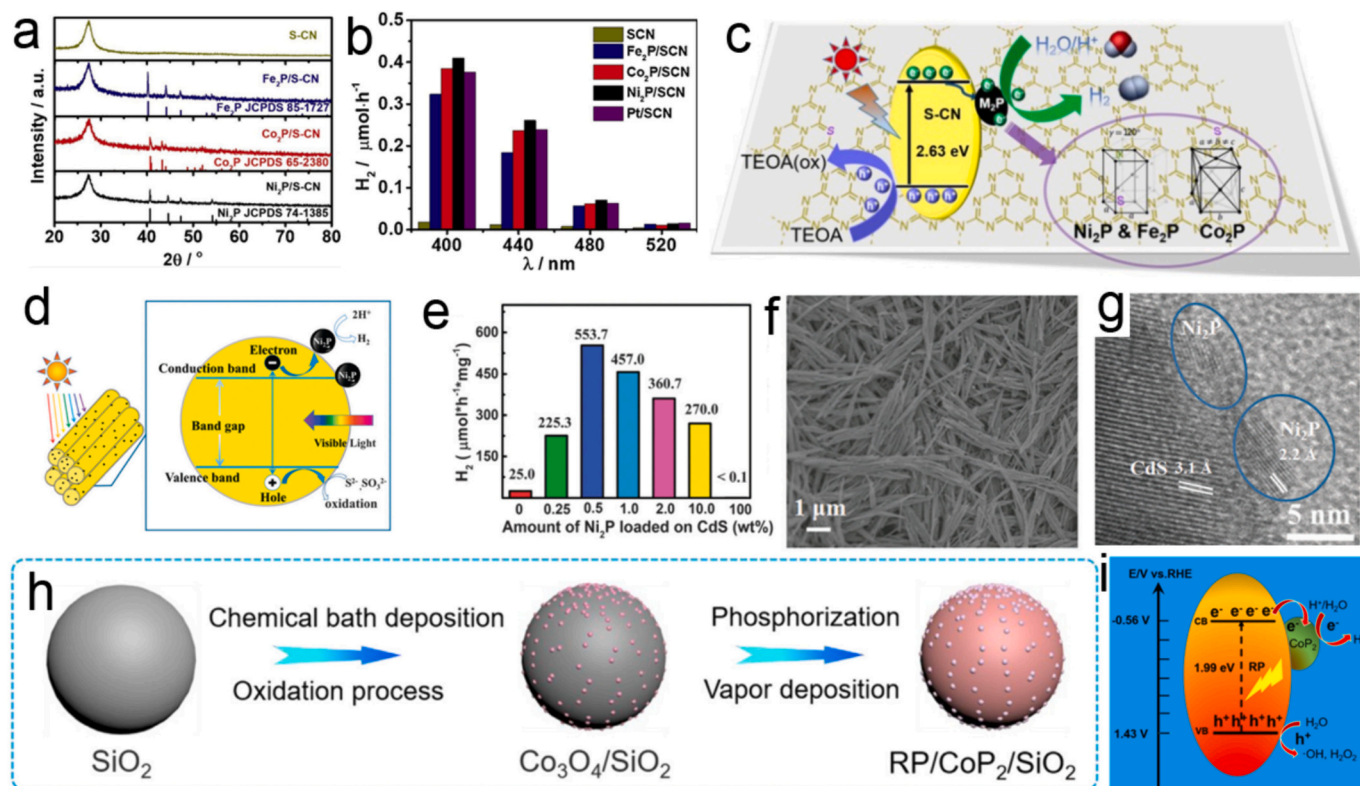 a
Intensity / a.u.
S-CN
Fe₂P/S-CN
Fe₂P JCPDS 85-1727
Co₂P/S-CN
Co₂P JCPDS 65-2380
Ni₂P/S-CN
Ni₂P JCPDS 74-1385
20 30 40 50 60 70 80
2θ / °
b
H₂ / μmol·h⁻¹
0.5
0.4
0.3
0.2
0.1
0.0
SCN
Fe₂P/SCN
Co₂P/SCN
Ni₂P/SCN
Pt/SCN
400 440 480 520
λ / nm
c
H₂O/H⁺
H₂
M₂P
S-CN
2.63 eV
TEOA(ox)
TEOA
γ = 120°
a ≠ b ≠ c
S
S
S
Ni₂P & Fe₂P
Co₂P
d
2H⁺
H₂
Ni₂P
Electron
Conduction band
Ni₂P
Band gap
Visible Light
Valence band
Hole
S²⁻, SO₃²⁻
oxidation
e
H₂ ( μmol*h⁻¹*mg⁻¹)
600
450
300
150
25.0
225.3
553.7
457.0
360.7
270.0
< 0.1
0 0.25 0.5 1.0 2.0 10.0 100
Amount of Ni₂P loaded on CdS (wt%)
f
1 μm
g
Ni₂P
Ni₂P
2.2 Å
CdS 3.1 Å
5 nm
h
SiO₂
Chemical bath deposition
Oxidation process
Co₃O₄/SiO₂
Phosphorization
Vapor deposition
RP/CoP₂/SiO₂
i
E/V vs.RHE
-0.56 V
1.43 V
CB
e⁻ e⁻ e⁻ e⁻
H⁺/H₂O
e⁻
e⁻
CoP₂
H
1.99 eV
RP
h⁺ h⁺ h⁺ h⁺
VB
H₂O
h⁺
·OH, H₂O₂